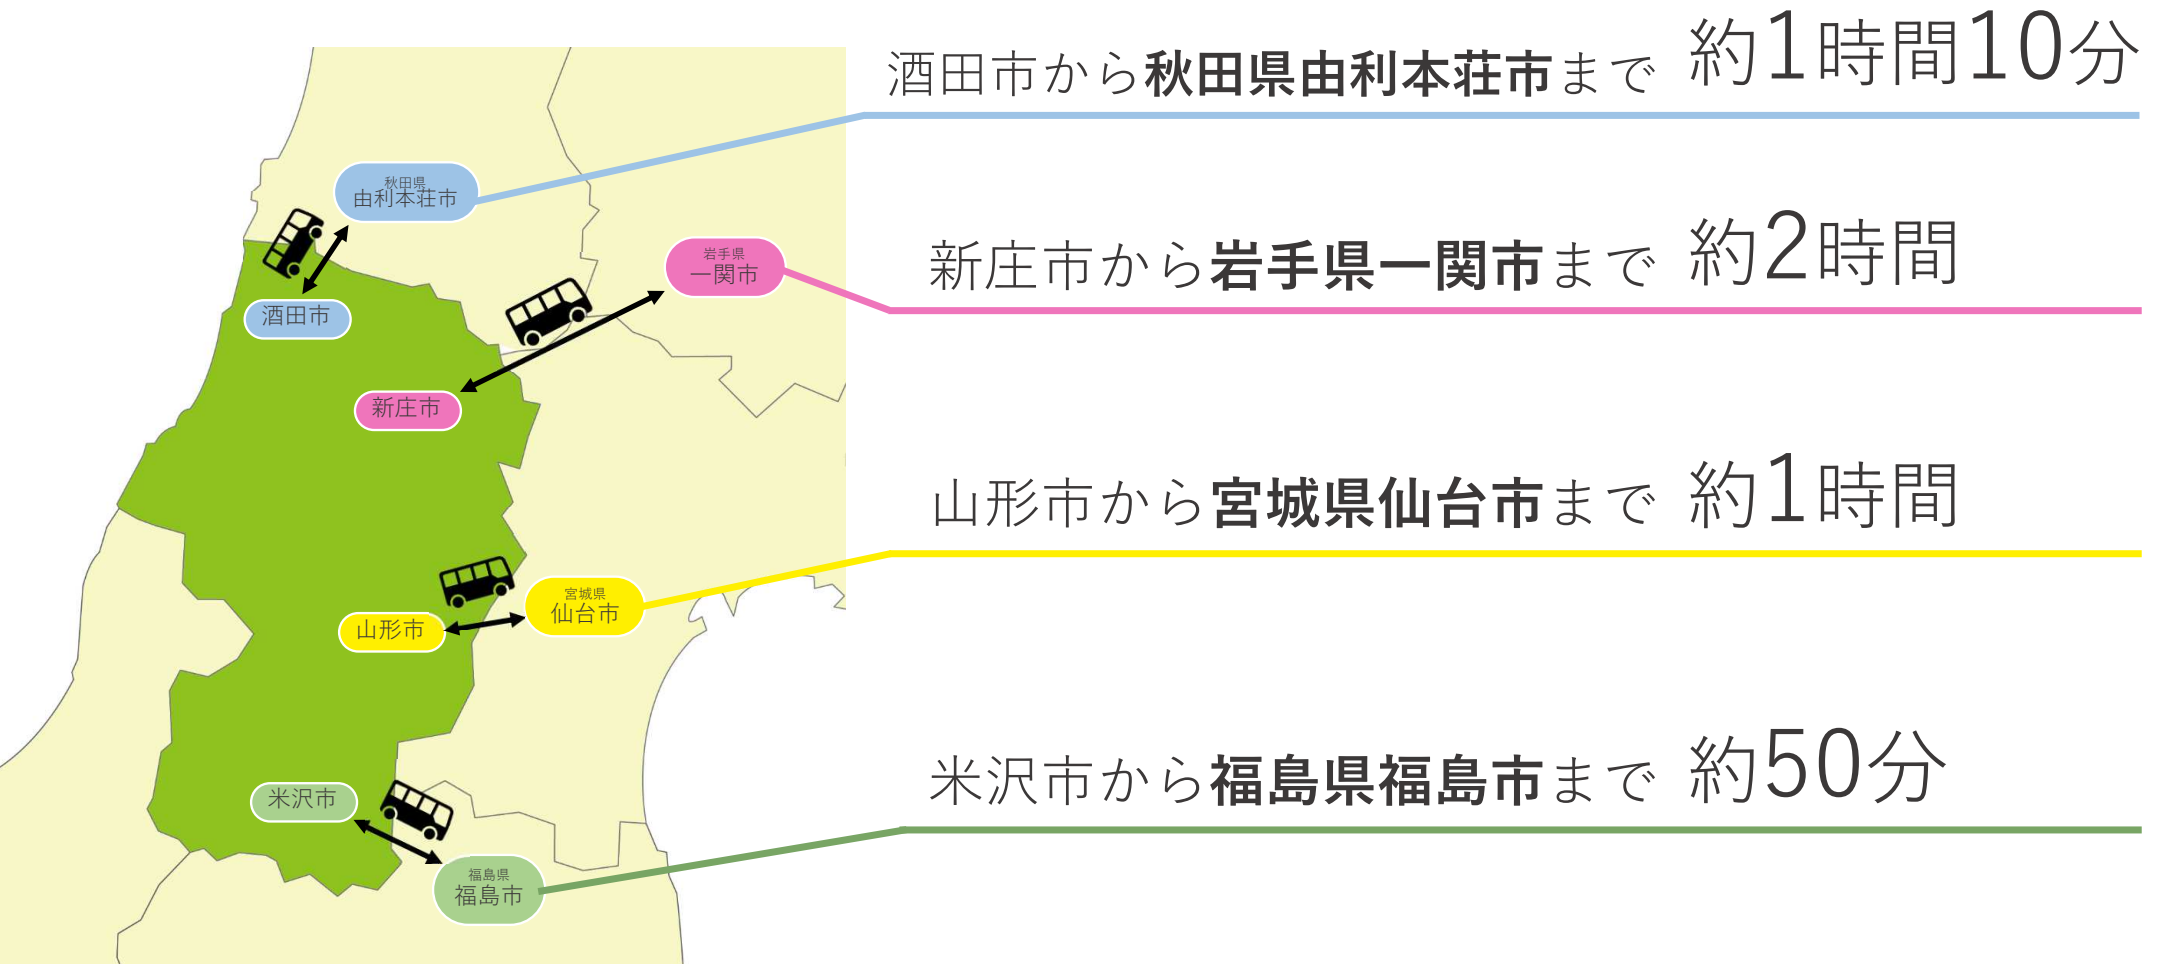 酒田市から秋田県由利本荘市まで 約1時間10分
秋田県
由利本荘市
酒田市
新庄市から岩手県一関市まで 約2時間
岩手県
一関市
新庄市
山形市から宮城県仙台市まで 約1時間
宮城県
仙台市
山形市
米沢市から福島県福島市まで 約50分
米沢市
福島県
福島市